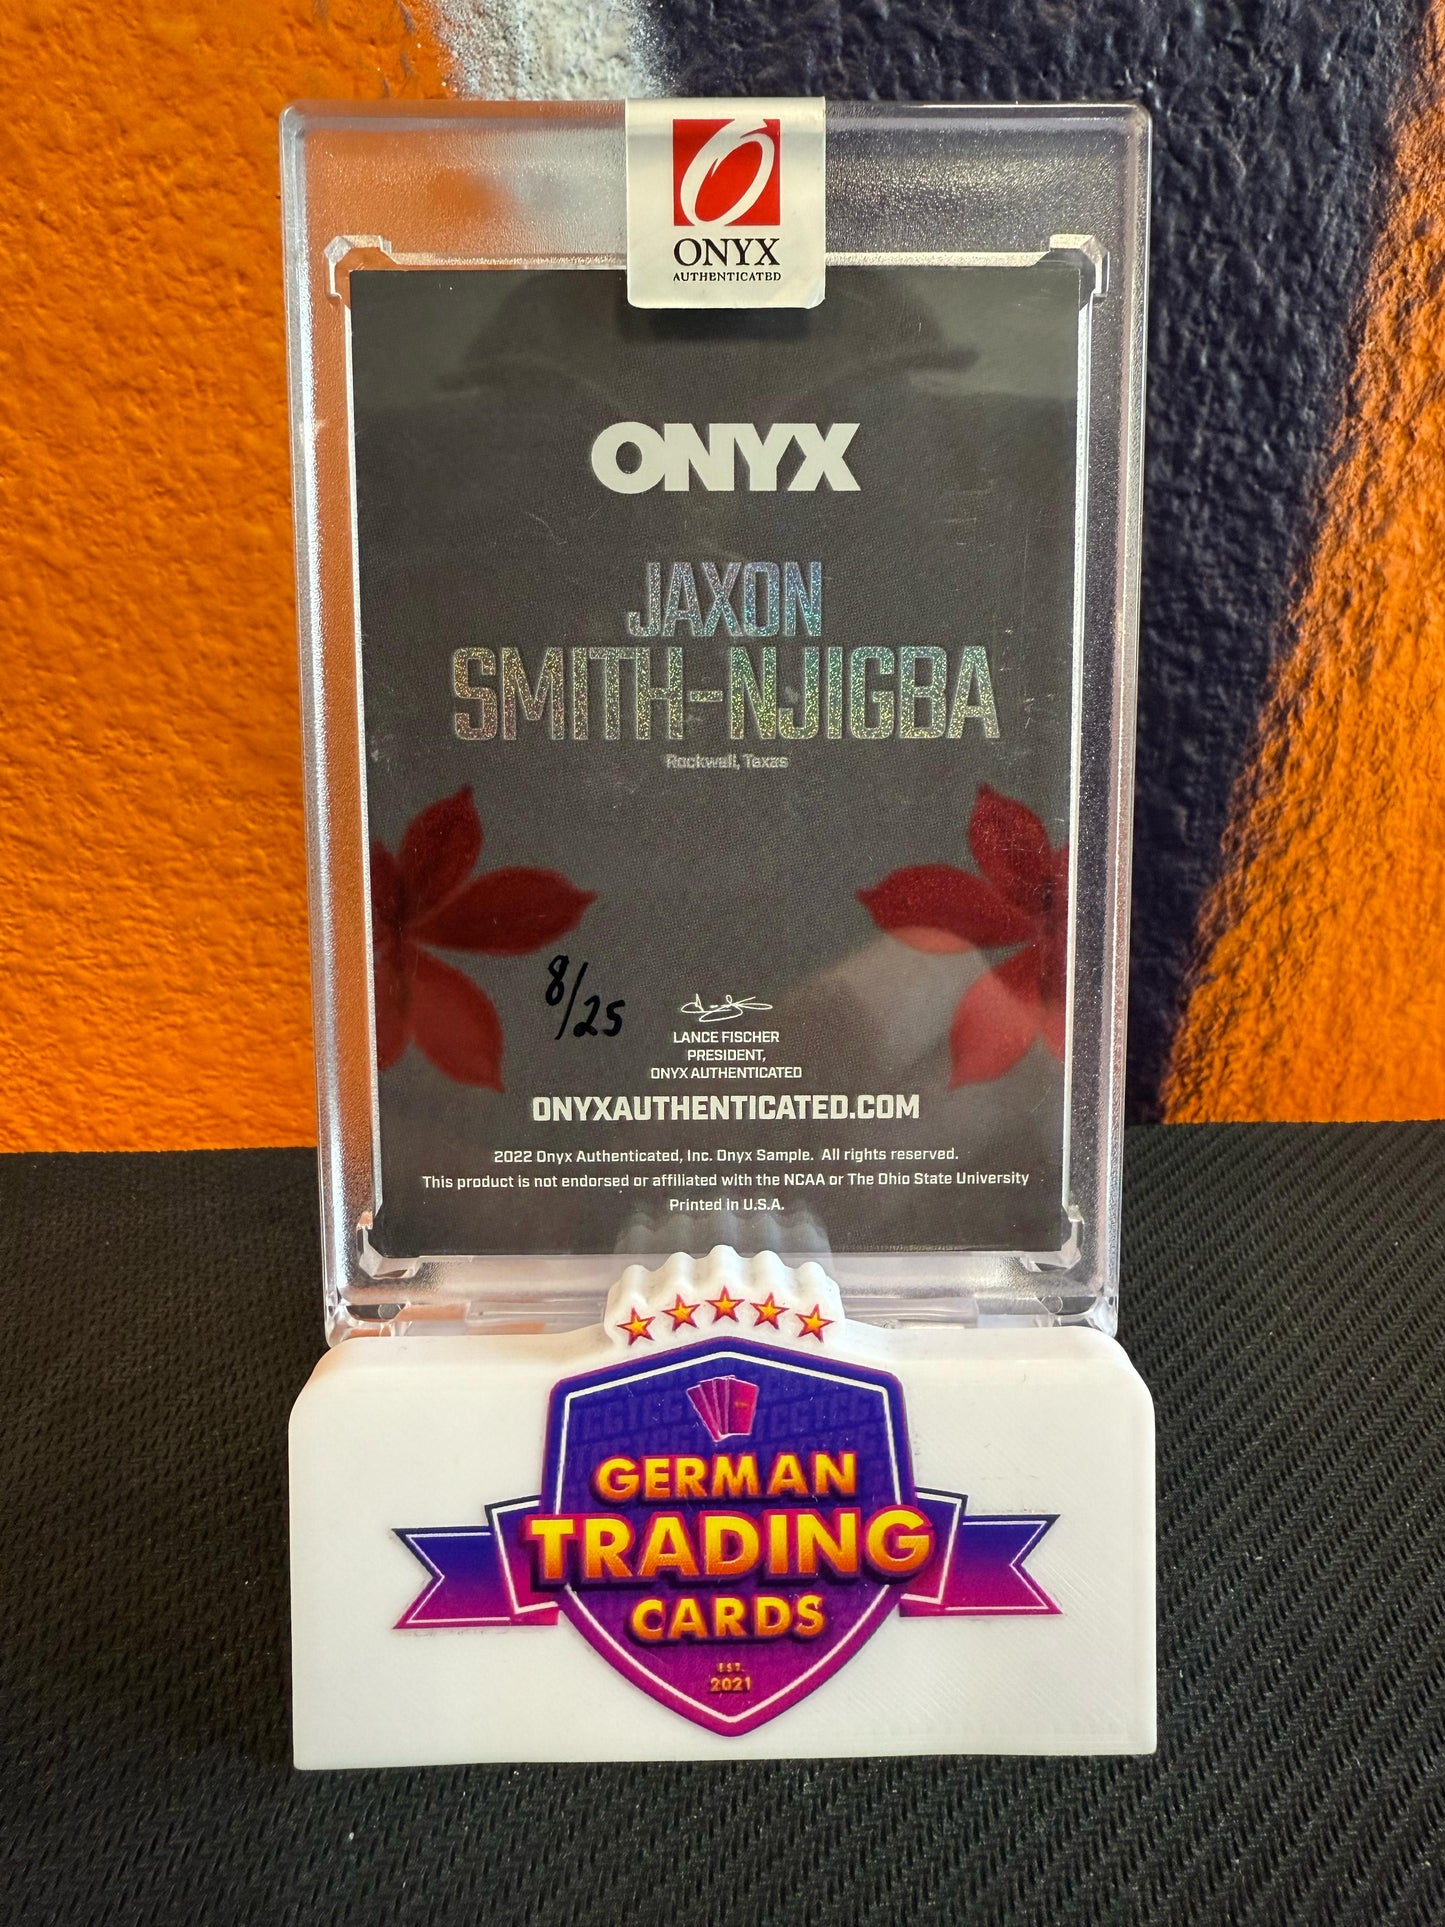 ONYX
AUTHENTICATED
ONYX
JAXON
SMITH-NJIGBA
Rockwall, Texas
8/25
LANCE FISCHER
PRESIDENT,
ONYX AUTHENTICATED
ONYXAUTHENTICATED.COM
2022 Onyx Authenticated, Inc. Onyx Sample. All rights reserved.
This product is not endorsed or affiliated with the NCAA or The Ohio State University
Printed in U.S.A.
GERMAN
TRADING
CARDS
EST.
2021